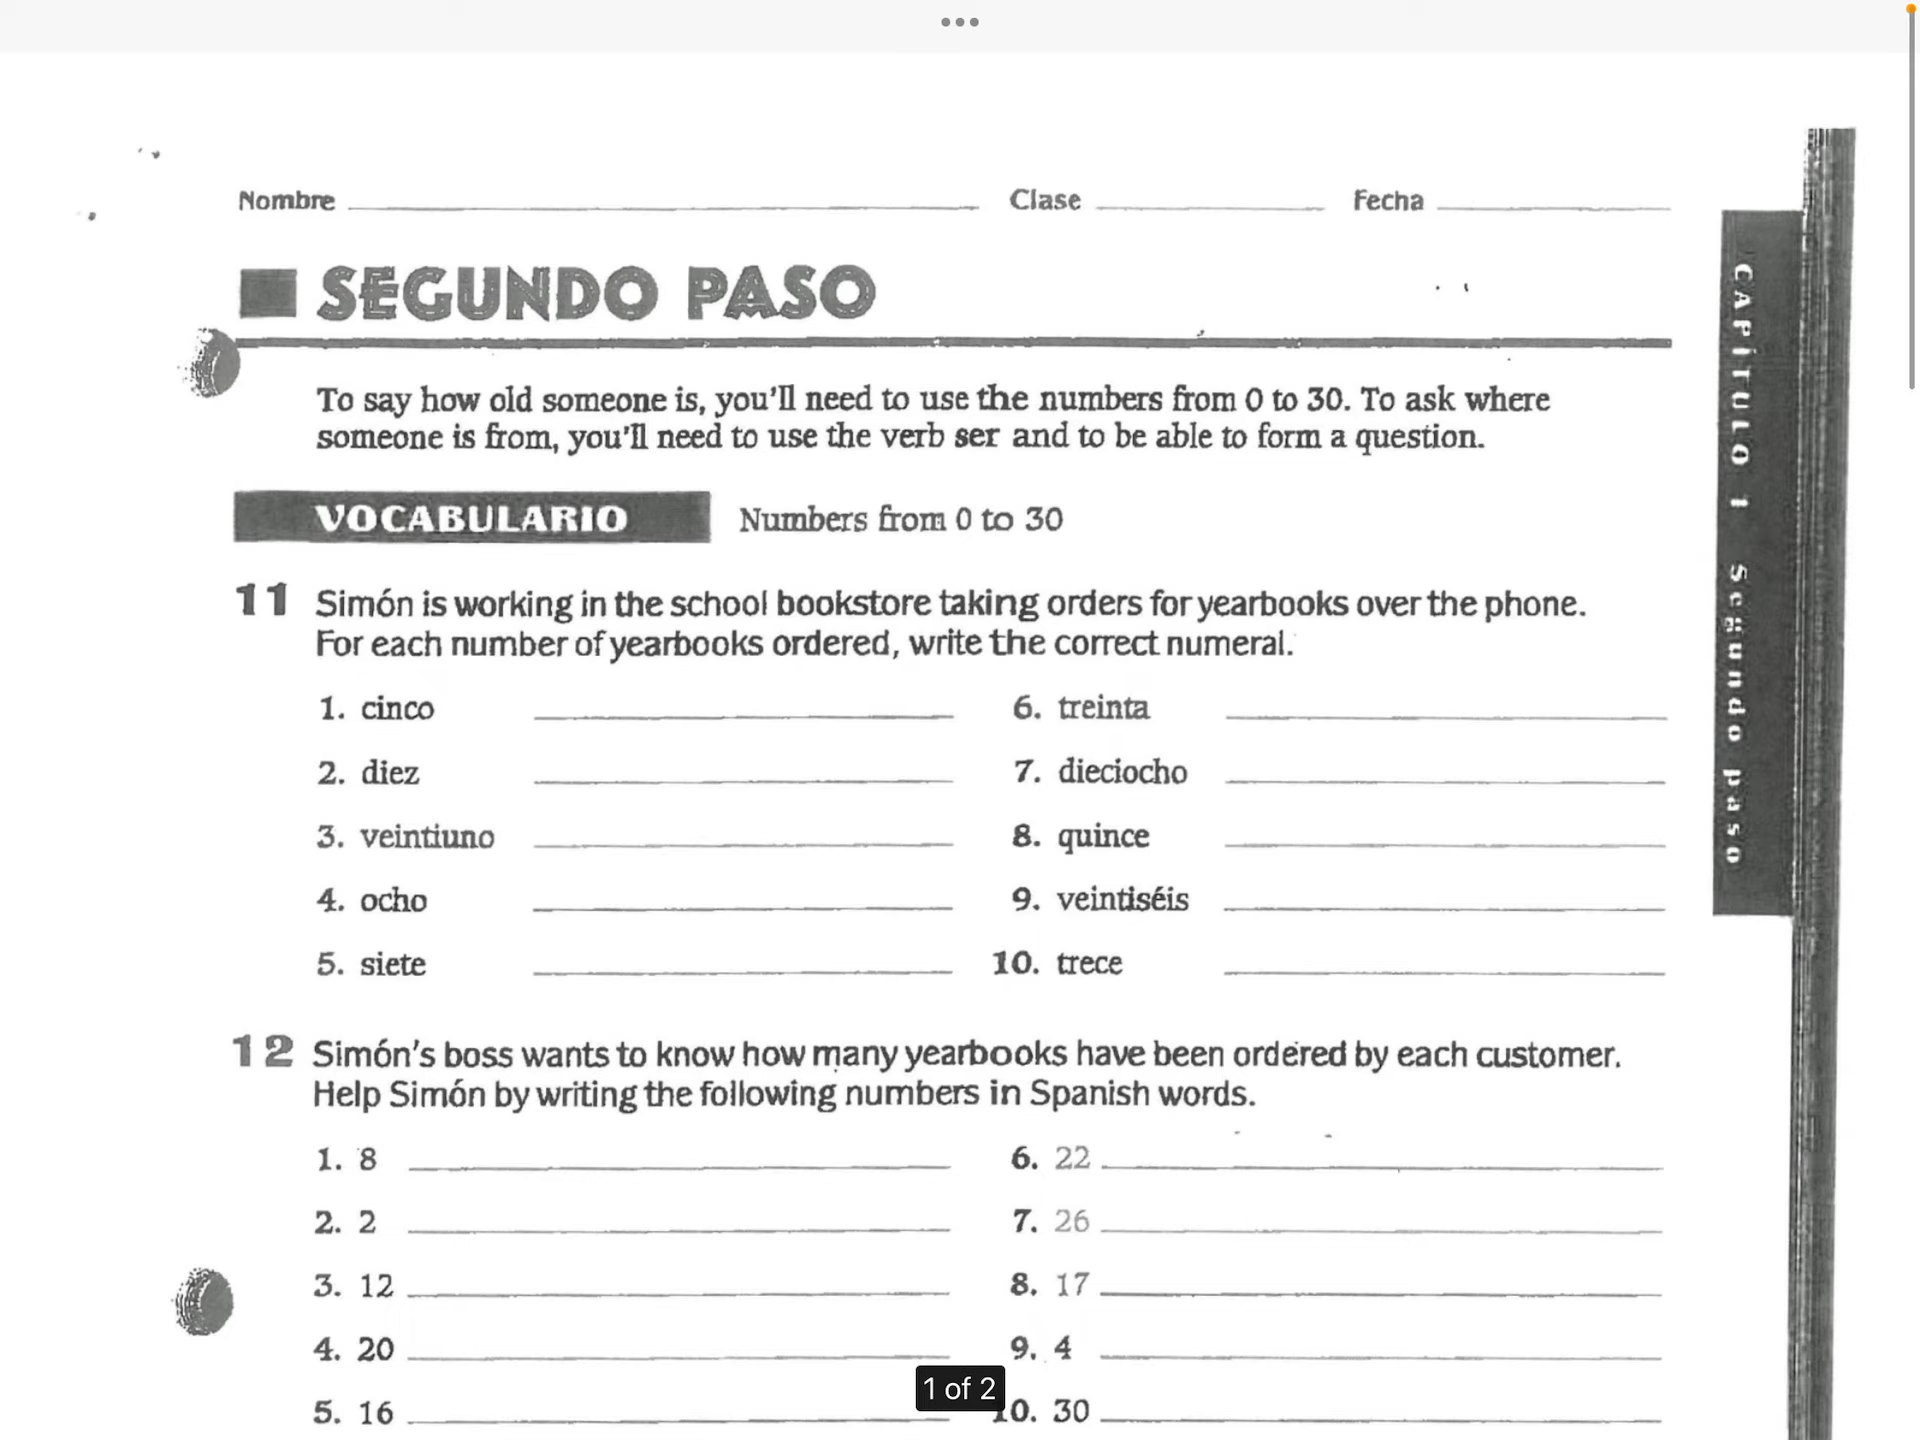 Nombre Clase Fecha
SEGUNDO PASO
To say how old someone is, you'll need to use the numbers from 0 to 30. To ask where
someone is from, you'll need to use the verb ser and to be able to form a question.
VOCABULARIO Numbers from 0 to 30
11 Simón is working in the school bookstore taking orders for yearbooks over the phone.
For each number of yearbooks ordered, write the correct numeral.
1. cinco 6. treinta
2. diez 7. dieciocho
3. veintiuno 8. quince
4. ocho 9. veintiséis
5. siete 10. trece
12 Simón's boss wants to know how many yearbooks have been ordered by each customer.
Help Simón by writing the following numbers in Spanish words.
1. 8 6. 22
2. 2 7. 26
3. 12 8. 17
4. 20 9. 4
5. 16 10. 30
1 of 2
CAPÍTULO 1 Segundo paso